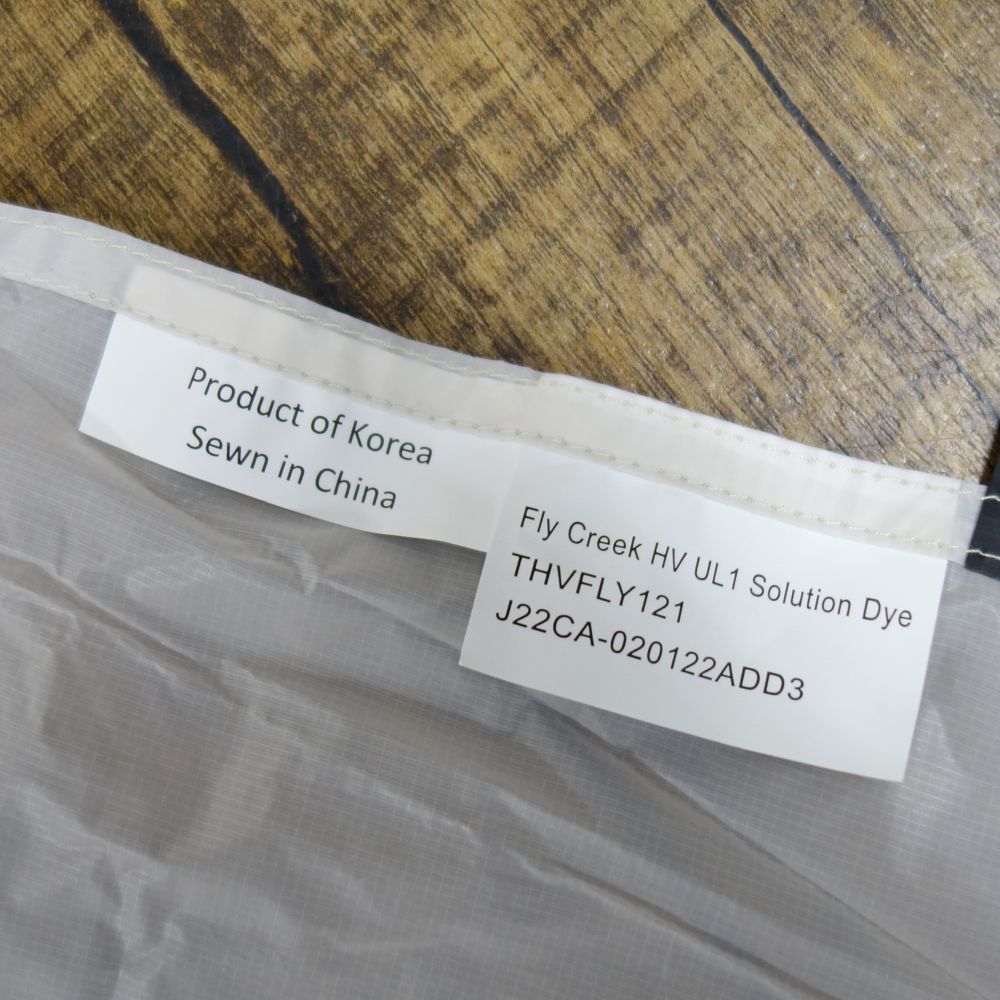 Product of Korea
Sewn in China
Fly Creek HV UL1 Solution Dye
THVFLY121
J22CA-020122ADD3